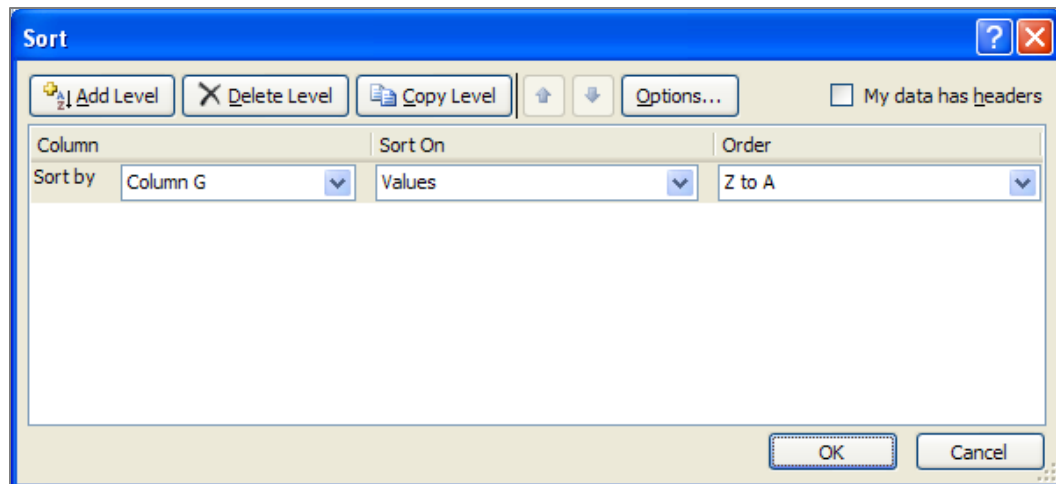 Sort
Add Level Delete Level Copy Level Options... My data has headers
Column Sort On Order
Sort by Column G Values Z to A
OK Cancel